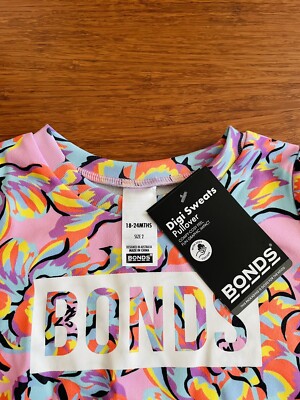 18-24MTHS
SIZE 2
DESIGNED IN AUSTRALIA
MADE IN CHINA
BONDS
Digi Sweats
Pullover
BONDS
BONDS